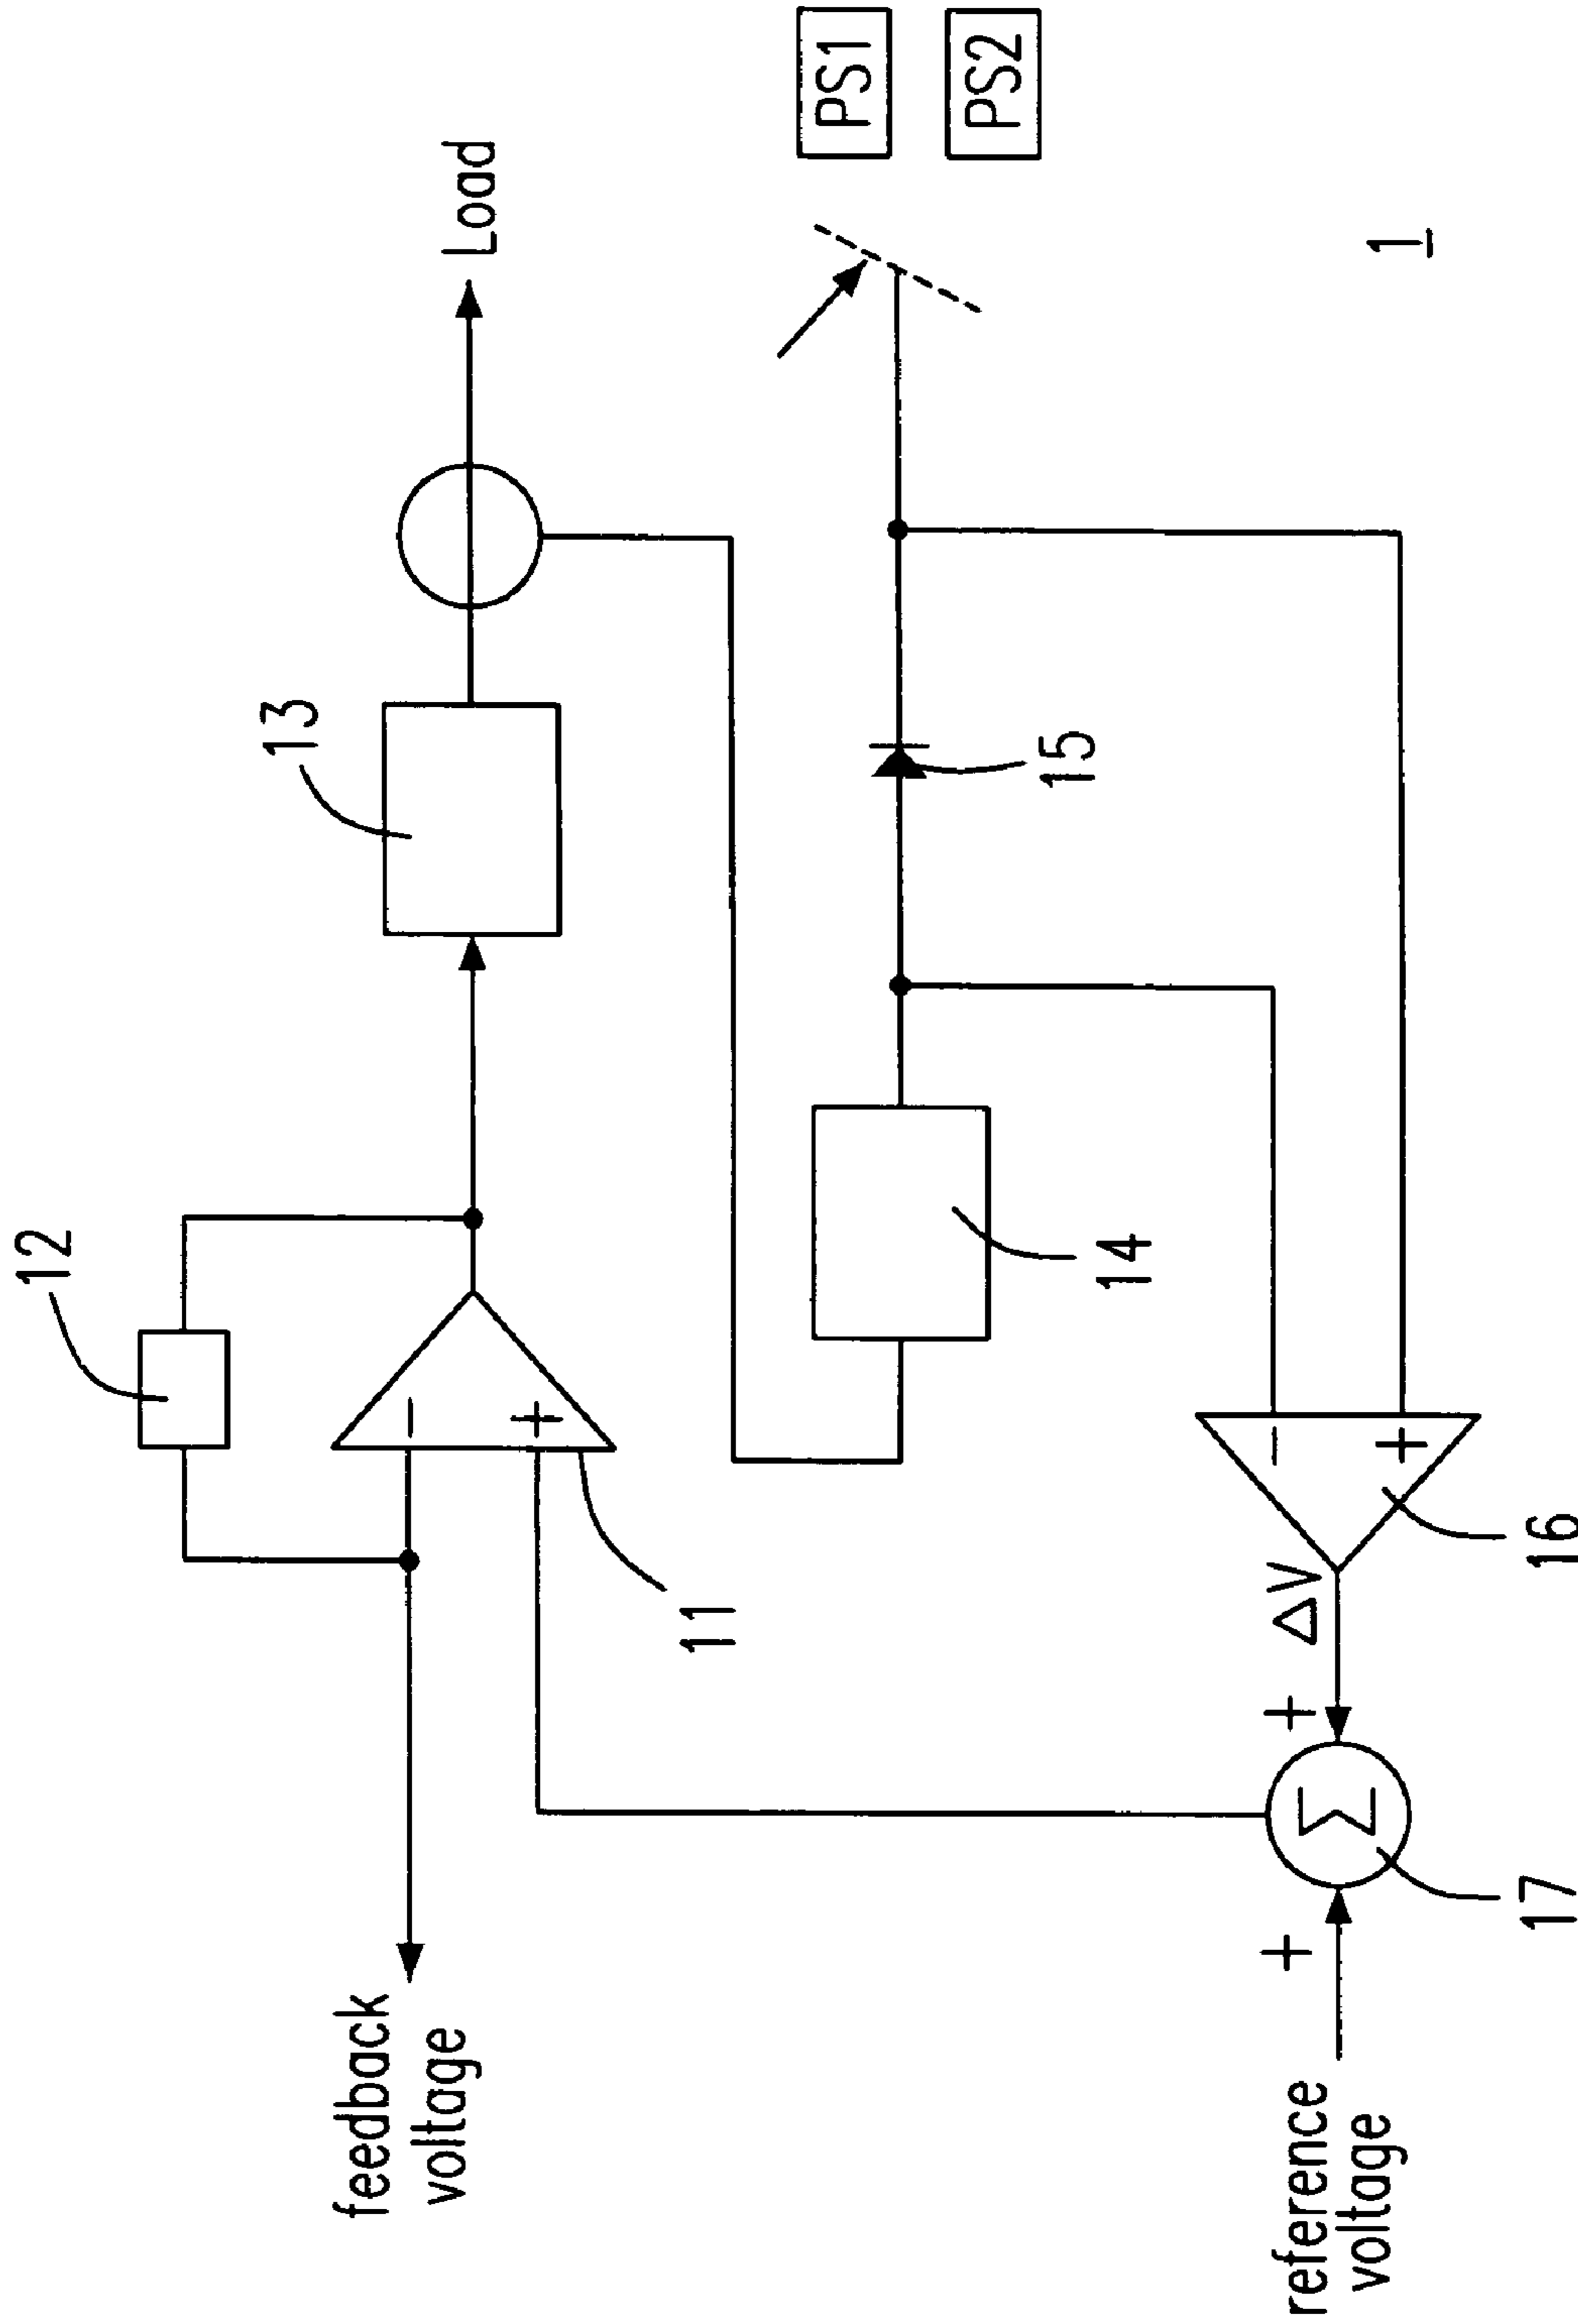 12
13
Load
feedback
voltage
11
PS1
PS2
14
15
reference
voltage
+
Σ
+
ΔV
−
+
−
+
17
16
1